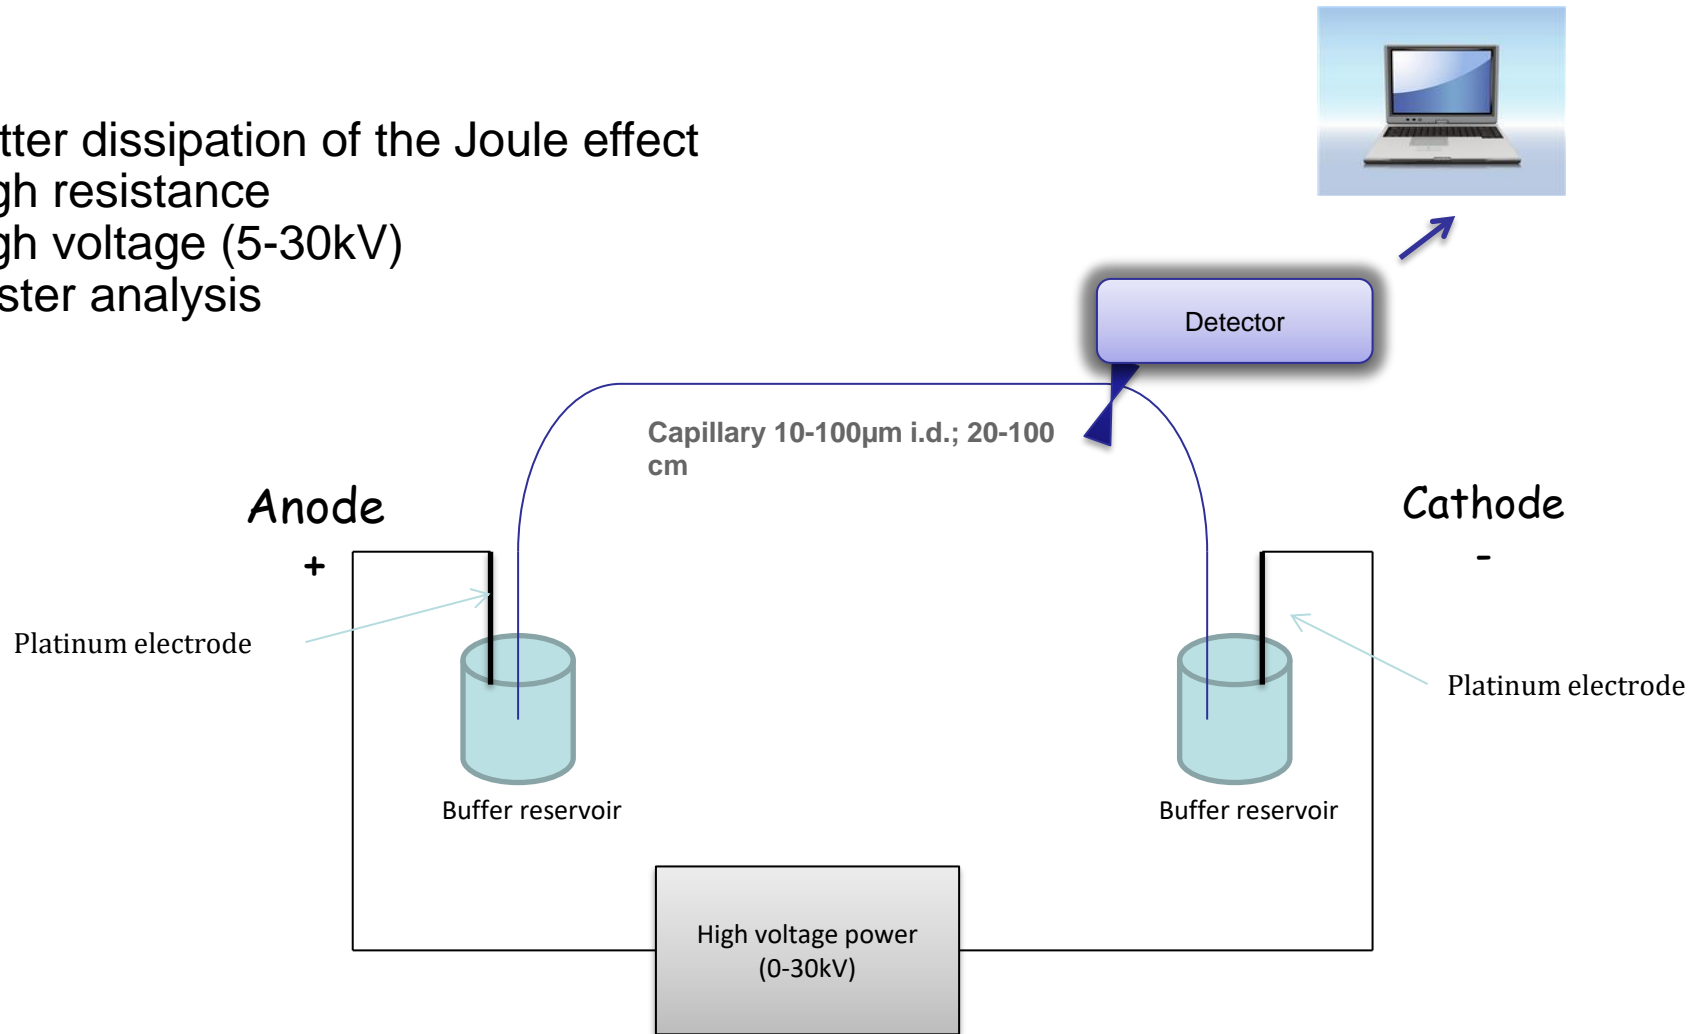 tter dissipation of the Joule effect
gh resistance
gh voltage (5-30kV)
ster analysis
Detector
Capillary 10-100µm i.d.; 20-100
cm
Anode
+
Cathode
-
Platinum electrode
Platinum electrode
Buffer reservoir
Buffer reservoir
High voltage power
(0-30kV)